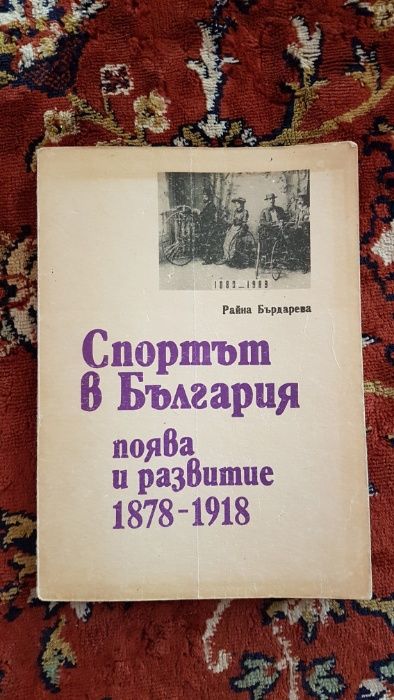 Райна Бърдарева
Спортът
в България
поява
и развитие
1878-1918